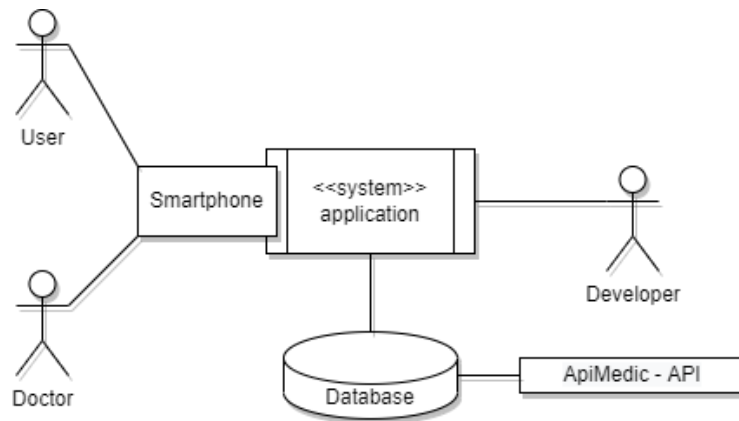 User
Smartphone
<<system>>
application
Developer
Doctor
Database
ApiMedic - API